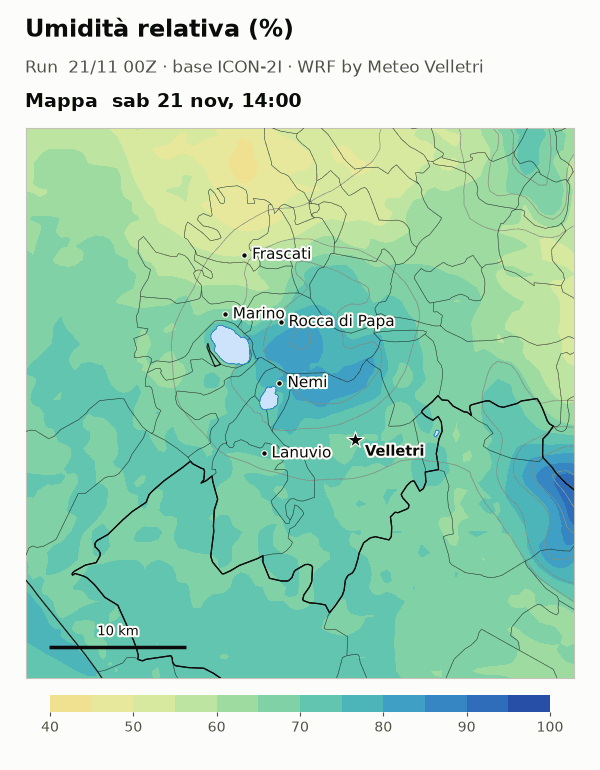 Umidità relativa (%)
Run  21/11 00Z · base ICON-2I · WRF by Meteo Velletri
Mappa  sab 21 nov, 14:00
Frascati
Marino
Rocca di Papa
Nemi
Velletri
Lanuvio
10 km
40 50 60 70 80 90 100